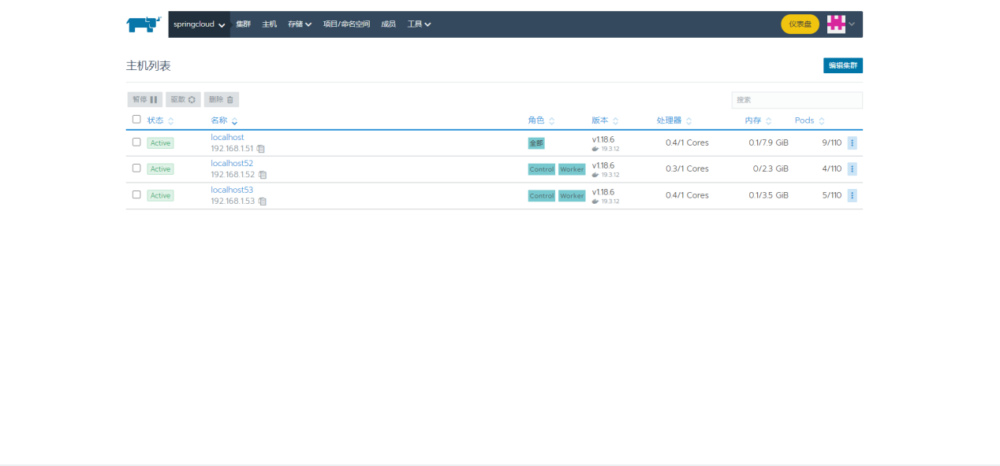 springcloud 集群 主机 存储 项目/命名空间 成员 工具 仪表盘
主机列表 编辑集群
暂停 驱散 删除 搜索
状态 名称 角色 版本 处理器 内存 Pods
Active localhost 全部 v1.18.6 0.4/1 Cores 0.1/7.9 GiB 9/110
192.168.1.51 19.3.12
Active localhost52 Control Worker v1.18.6 0.3/1 Cores 0/2.3 GiB 4/110
192.168.1.52 19.3.12
Active localhost53 Control Worker v1.18.6 0.4/1 Cores 0.1/3.5 GiB 5/110
192.168.1.53 19.3.12